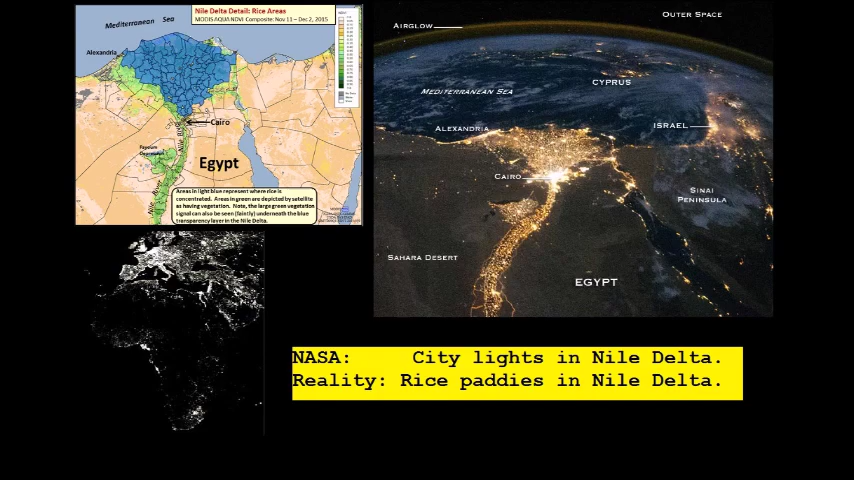 Nile Delta Detail: Rice Areas
MODIS AQUA NDVI Composite: Nov 11 – Dec 2, 2015
Mediterranean Sea
Alexandria
Cairo
Fayoum
Depression
Egypt
Areas in light blue represent where rice is
concentrated. Areas in green are depicted by satellite
as having vegetation. Note, the large green vegetation
signal can also be seen (faintly) underneath the blue
transparency layer in the Nile Delta.
AIRGLOW
OUTER SPACE
CYPRUS
MEDITERRANEAN SEA
ISRAEL
ALEXANDRIA
CAIRO
SINAI
PENINSULA
SAHARA DESERT
EGYPT
NASA: City lights in Nile Delta.
Reality: Rice paddies in Nile Delta.